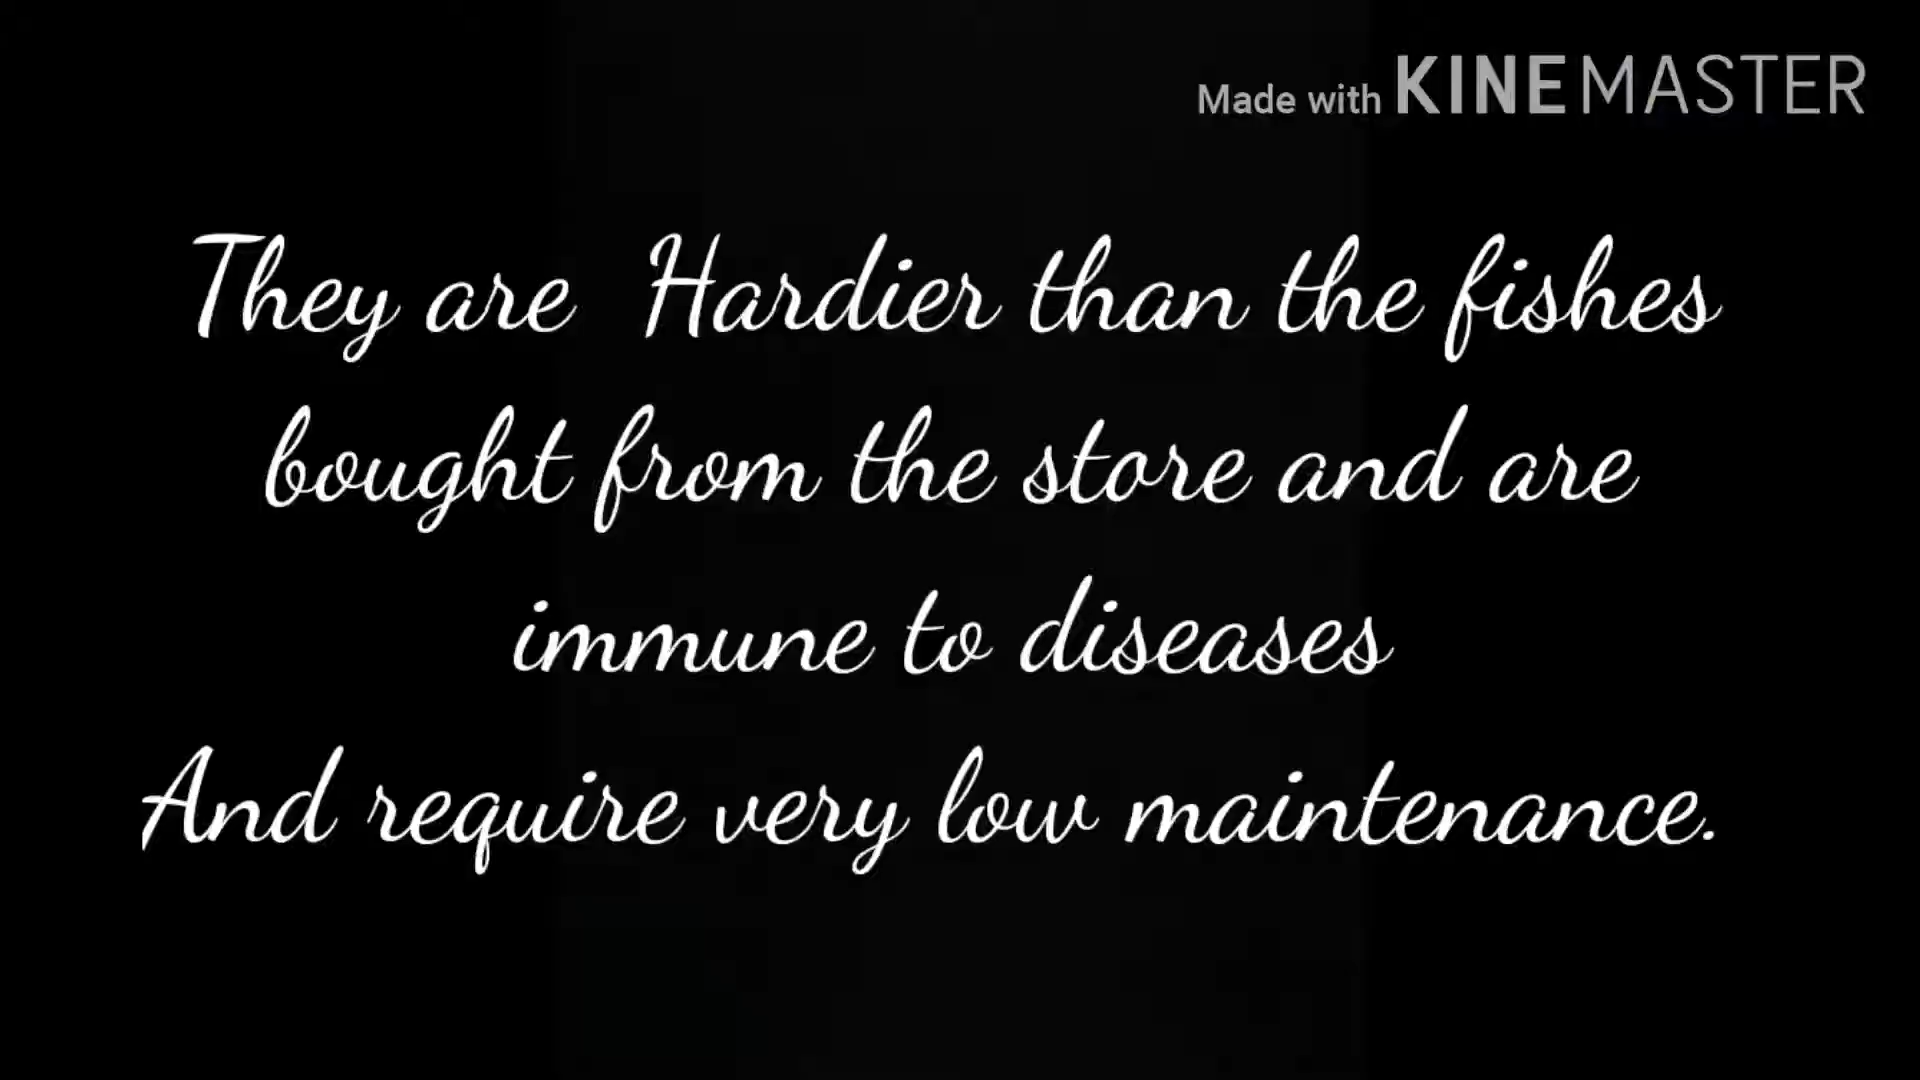 Made with KINEMASTER
They are Hardier than the fishes
bought from the store and are
immune to diseases
And require very low maintenance.